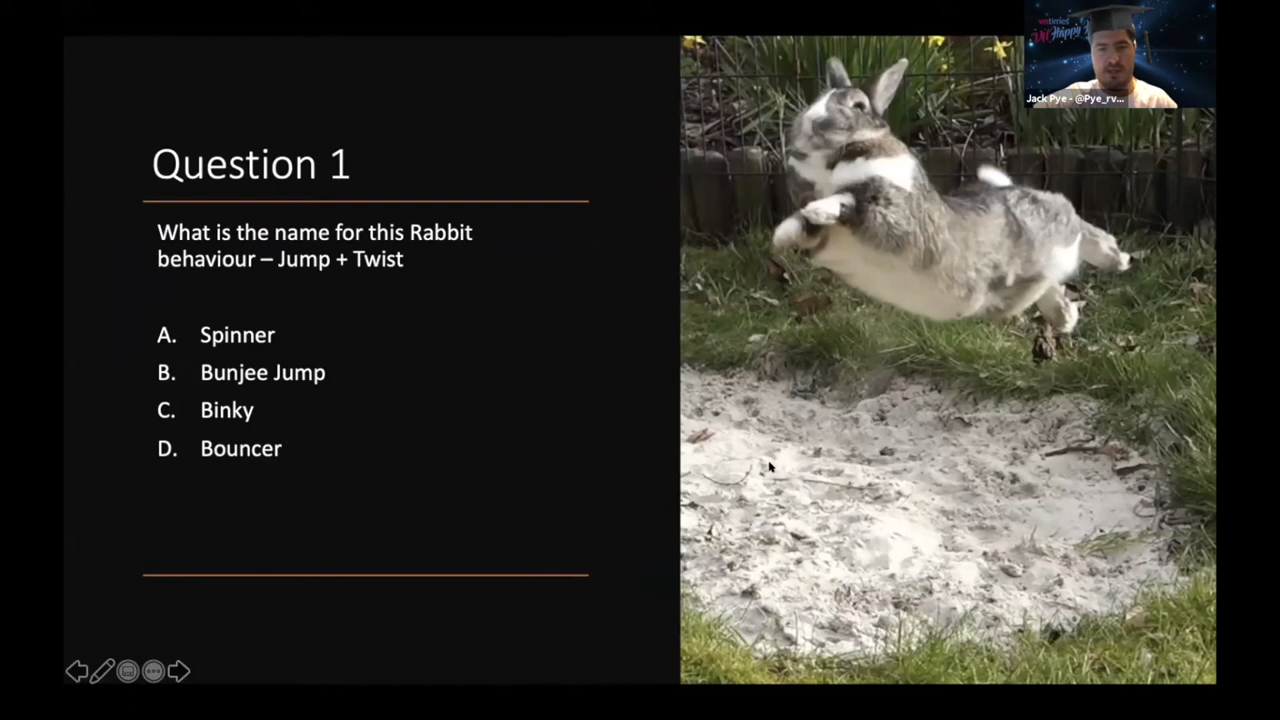 Question 1
What is the name for this Rabbit
behaviour – Jump + Twist
A. Spinner
B. Bunjee Jump
C. Binky
D. Bouncer
vettimes
Jack Pye - @Pye_rv...